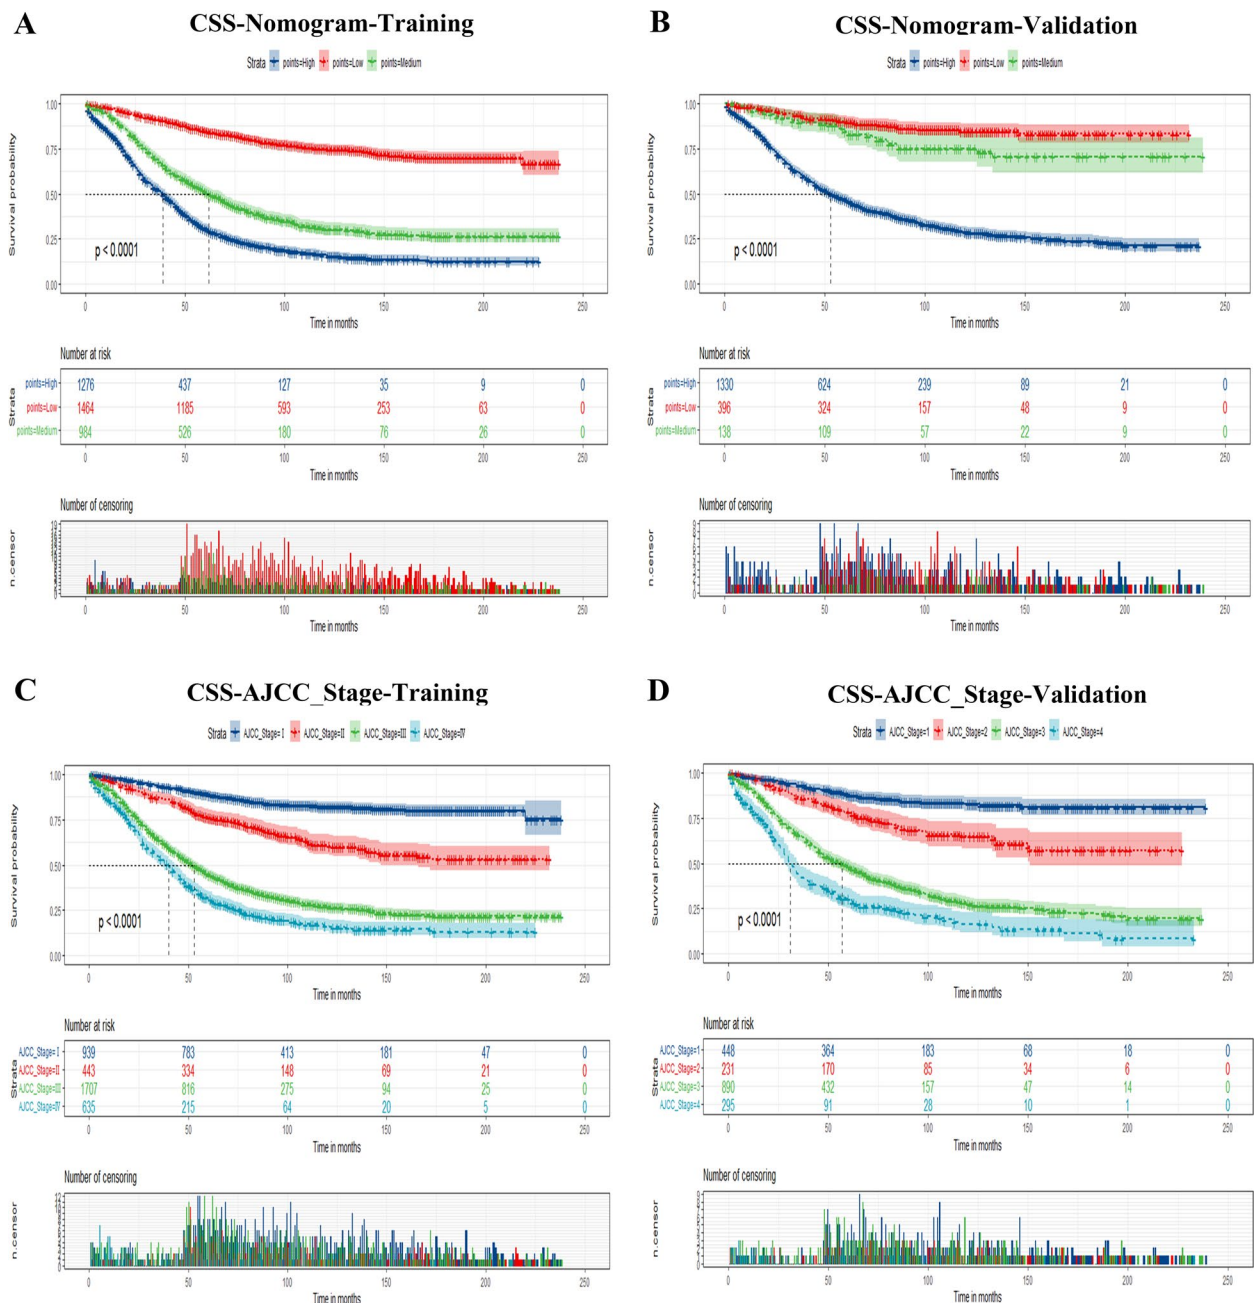 A
CSS-Nomogram-Training
Strata points=High points=Low points=Medium
Survival probability
1.00
0.75
0.50
0.25
0.00
p < 0.0001
0 50 100 150 200 250
Time in months
Number at risk
Strata
points=High 1276 437 127 35 9 0
points=Low 1464 1185 593 253 63 0
points=Medium 984 526 180 76 26 0
0 50 100 150 200 250
Time in months
Number of censoring
n.censor
0 50 100 150 200 250
Time in months
B
CSS-Nomogram-Validation
Strata points=High points=Low points=Medium
Survival probability
1.00
0.75
0.50
0.25
0.00
p < 0.0001
0 50 100 150 200 250
Time in months
Number at risk
Strata
points=High 1330 624 239 89 21 0
points=Low 396 324 157 48 9 0
points=Medium 138 109 57 22 9 0
0 50 100 150 200 250
Time in months
Number of censoring
n.censor
0 50 100 150 200 250
Time in months
C
CSS-AJCC_Stage-Training
Strata AJCC_Stage=Ⅰ AJCC_Stage=Ⅱ AJCC_Stage=Ⅲ AJCC_Stage=Ⅳ
Survival probability
1.00
0.75
0.50
0.25
0.00
p < 0.0001
0 50 100 150 200 250
Time in months
Number at risk
Strata
AJCC_Stage=Ⅰ 939 783 413 181 47 0
AJCC_Stage=Ⅱ 443 334 148 69 21 0
AJCC_Stage=Ⅲ 1707 816 275 94 25 0
AJCC_Stage=Ⅳ 635 215 64 20 5 0
0 50 100 150 200 250
Time in months
Number of censoring
n.censor
0 50 100 150 200 250
Time in months
D
CSS-AJCC_Stage-Validation
Strata AJCC_Stage=1 AJCC_Stage=2 AJCC_Stage=3 AJCC_Stage=4
Survival probability
1.00
0.75
0.50
0.25
0.00
p < 0.0001
0 50 100 150 200 250
Time in months
Number at risk
Strata
AJCC_Stage=1 448 364 183 68 18 0
AJCC_Stage=2 231 170 85 34 6 0
AJCC_Stage=3 890 432 157 47 14 0
AJCC_Stage=4 295 91 28 10 1 0
0 50 100 150 200 250
Time in months
Number of censoring
n.censor
0 50 100 150 200 250
Time in months